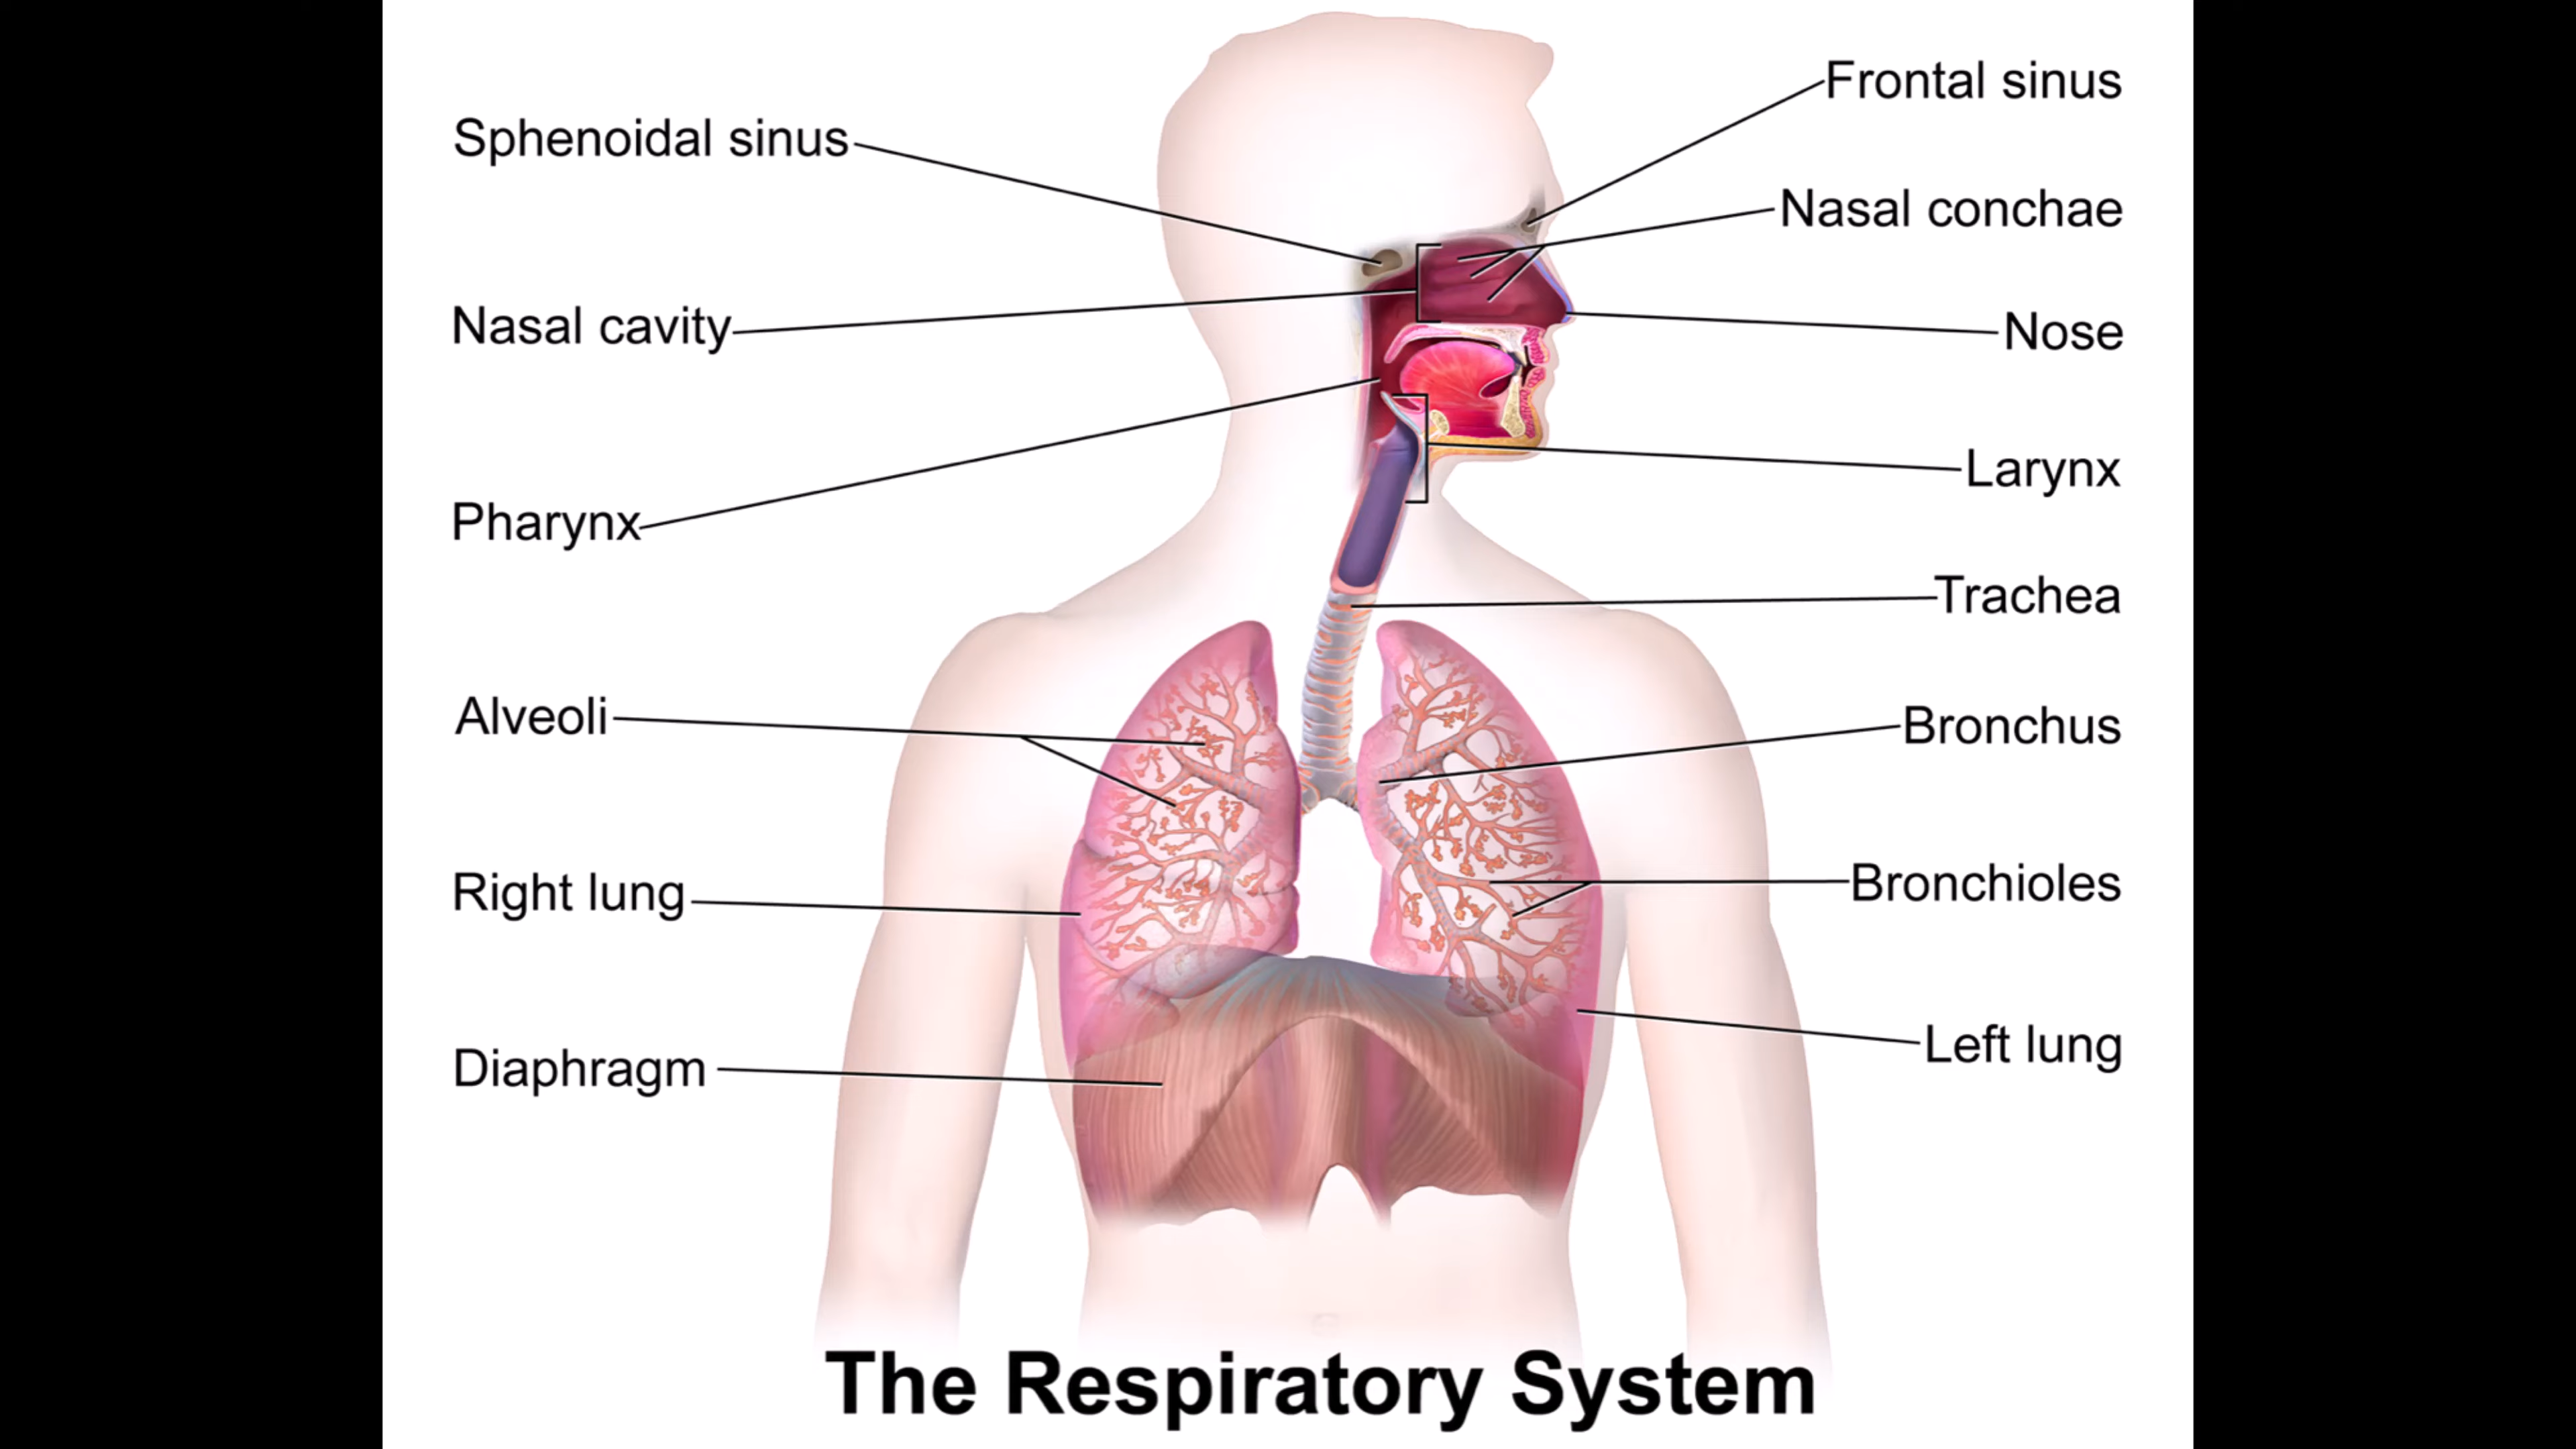 Sphenoidal sinus
Nasal cavity
Pharynx
Alveoli
Right lung
Diaphragm
Frontal sinus
Nasal conchae
Nose
Larynx
Trachea
Bronchus
Bronchioles
Left lung
The Respiratory System